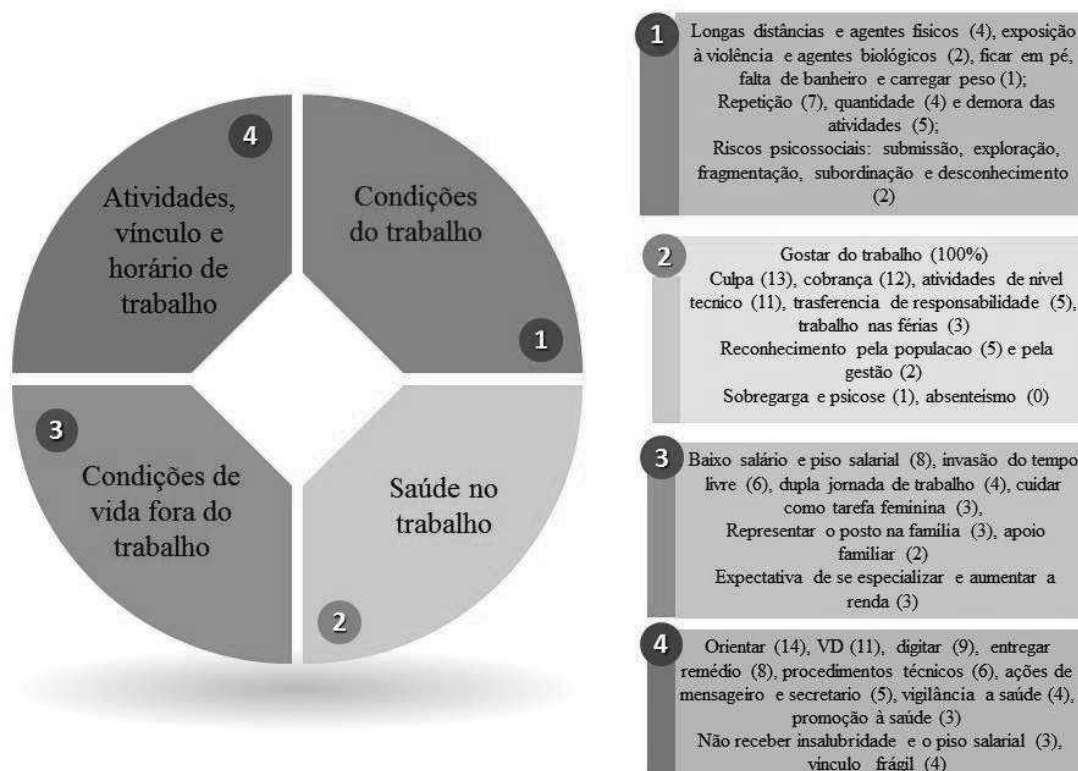 4
Atividades,
vínculo e
horário de
trabalho
Condições
do trabalho
1
3
Condições de
vida fora do
trabalho
Saúde no
trabalho
2
1
Longas distâncias e agentes físicos (4), exposição
à violência e agentes biológicos (2), ficar em pé,
falta de banheiro e carregar peso (1);
Repetição (7), quantidade (4) e demora das
atividades (5);
Riscos psicossociais: submissão, exploração,
fragmentação, subordinação e desconhecimento
(2)
2
Gostar do trabalho (100%)
Culpa (13), cobrança (12), atividades de nivel
tecnico (11), trasferencia de responsabilidade (5),
trabalho nas férias (3)
Reconhecimento pela populacao (5) e pela
gestão (2)
Sobregarga e psicose (1), absenteismo (0)
3
Baixo salário e piso salarial (8), invasão do tempo
livre (6), dupla jornada de trabalho (4), cuidar
como tarefa feminina (3),
Representar o posto na família (3), apoio
familiar (2)
Expectativa de se especializar e aumentar a
renda (3)
4
Orientar (14), VD (11), digitar (9), entregar
remédio (8), procedimentos técnicos (6), ações de
mensageiro e secretario (5), vigilância a saúde (4),
promoção à saúde (3)
Não receber insalubridade e o piso salarial (3),
vinculo frágil (4)